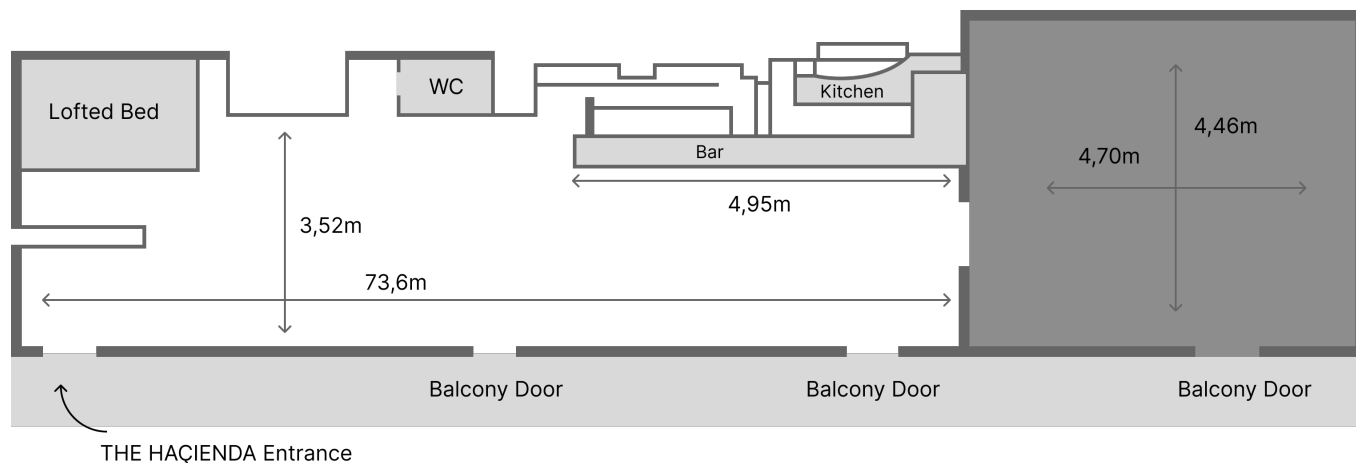 Lofted Bed
WC
Kitchen
Bar
4,46m
4,70m
4,95m
3,52m
73,6m
Balcony Door
Balcony Door
Balcony Door
THE HAÇIENDA Entrance